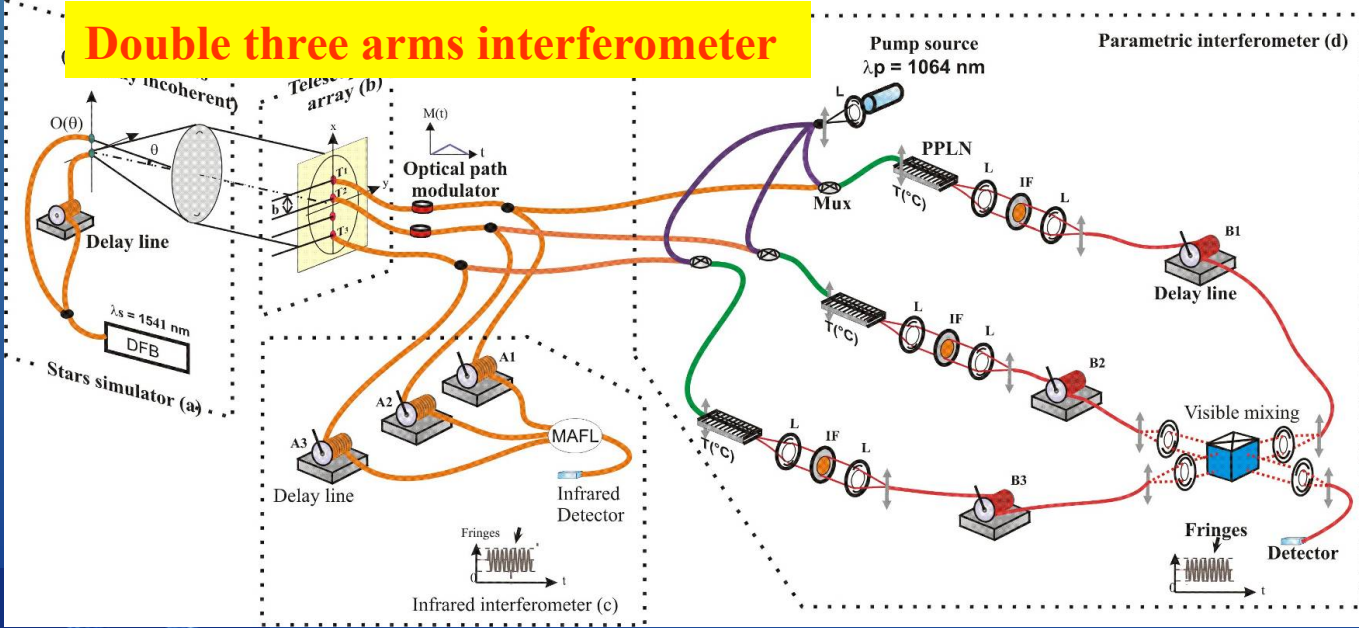 Double three arms interferometer
incoherent)
array (b)
O(θ)
θ
Delay line
λs = 1541 nm
DFB
Stars simulator (a)
x
y
T1
T2
b
T3
M(t)
t
Optical path
modulator
A1
A2
A3
Delay line
MAFL
Infrared
Detector
Fringes
0
t
Infrared interferometer (c)
Parametric interferometer (d)
Pump source
λp = 1064 nm
L
Mux
PPLN
T(°C)
L
IF
L
B1
Delay line
T(°C)
L
IF
L
B2
T(°C)
L
IF
L
B3
Visible mixing
Fringes
0
t
Detector